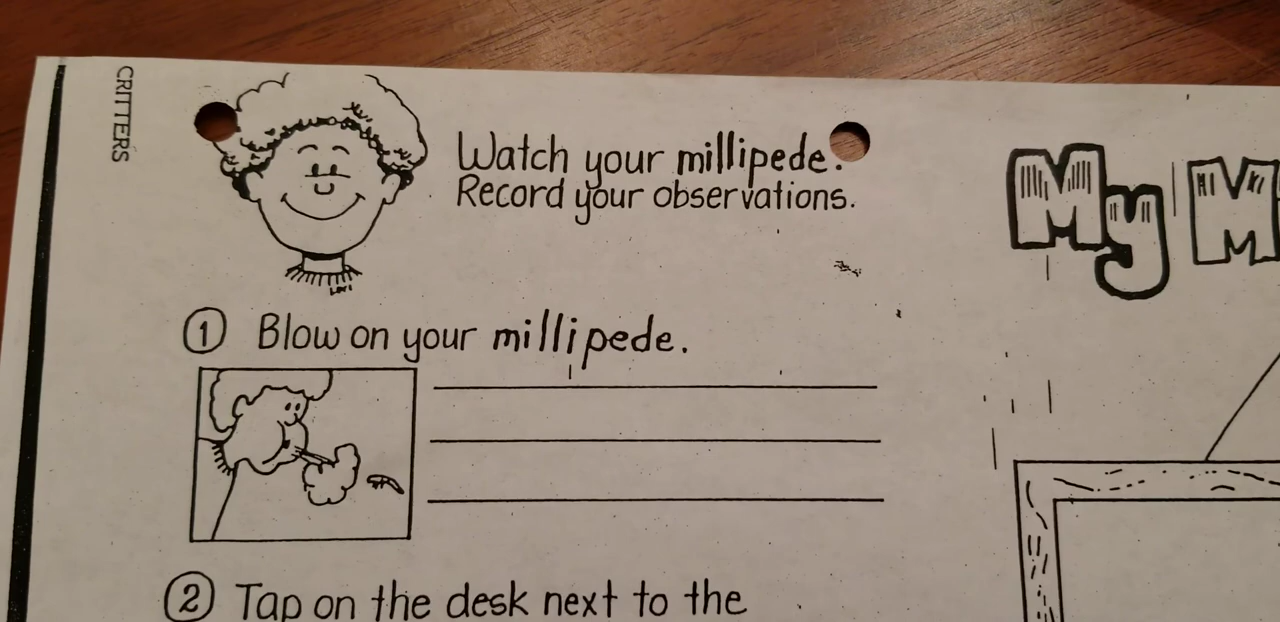 CRITTERS
Watch your millipede.
Record your observations.
1 Blow on your millipede.
2 Tap on the desk next to the
My M